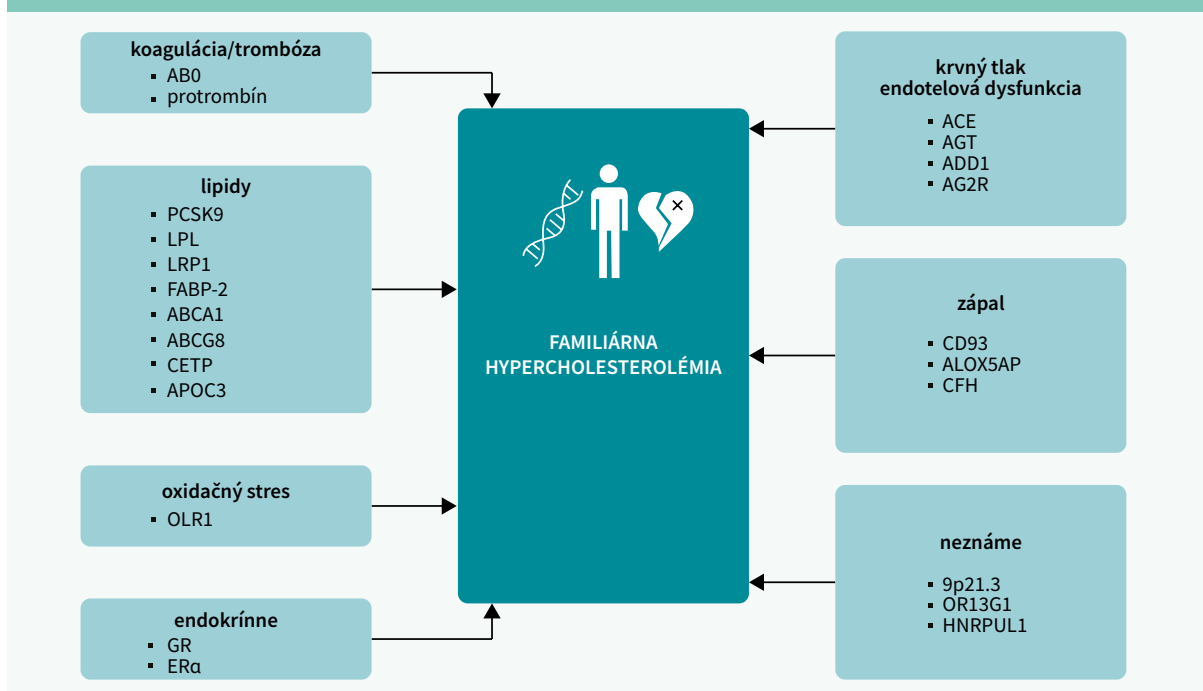 koagulácia/trombóza
▪ AB0
▪ protrombín
lipidy
▪ PCSK9
▪ LPL
▪ LRP1
▪ FABP-2
▪ ABCA1
▪ ABCG8
▪ CETP
▪ APOC3
oxidačný stres
▪ OLR1
endokrínne
▪ GR
▪ ERα
FAMILIÁRNA
HYPERCHOLESTEROLÉMIA
krvný tlak
endotelová dysfunkcia
▪ ACE
▪ AGT
▪ ADD1
▪ AG2R
zápal
▪ CD93
▪ ALOX5AP
▪ CFH
neznáme
▪ 9p21.3
▪ OR13G1
▪ HNRPUL1